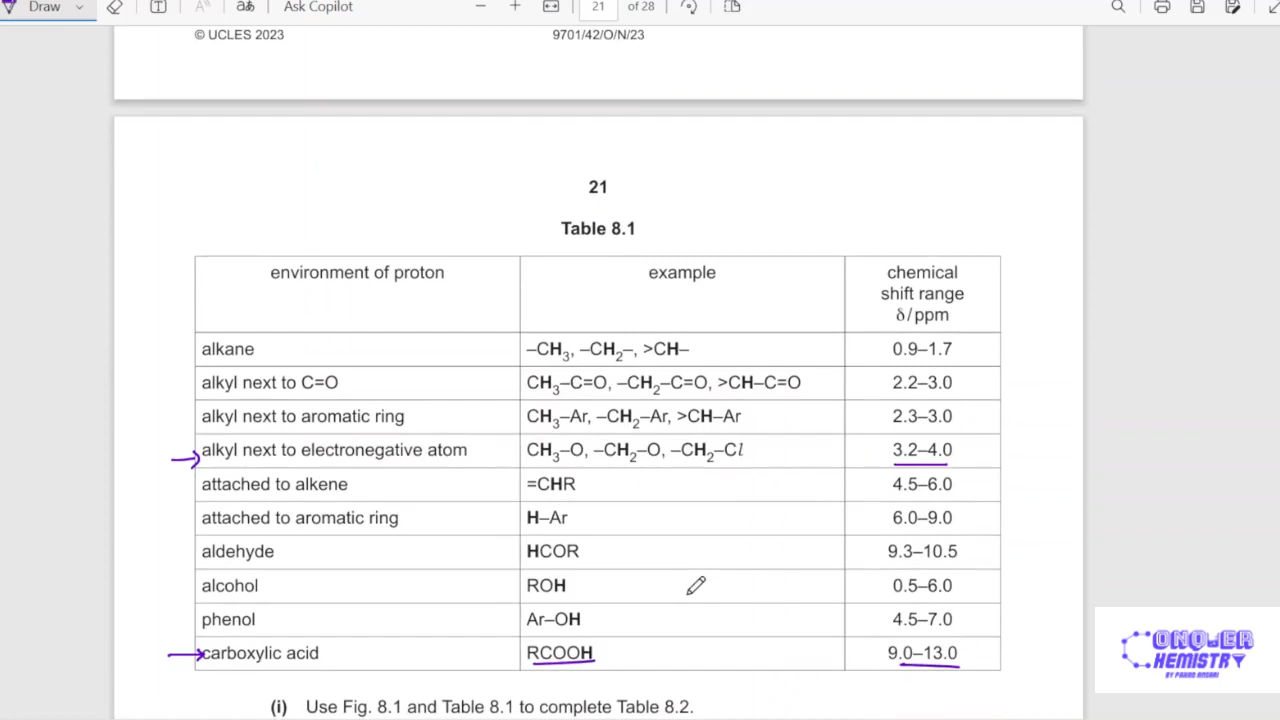 Draw
Ask Copilot
21 of 28
© UCLES 2023 9701/42/O/N/23
21
Table 8.1
environment of proton example chemical shift range δ/ppm
alkane –CH3, –CH2–, >CH– 0.9–1.7
alkyl next to C=O CH3–C=O, –CH2–C=O, >CH–C=O 2.2–3.0
alkyl next to aromatic ring CH3–Ar, –CH2–Ar, >CH–Ar 2.3–3.0
alkyl next to electronegative atom CH3–O, –CH2–O, –CH2–Cl 3.2–4.0
attached to alkene =CHR 4.5–6.0
attached to aromatic ring H–Ar 6.0–9.0
aldehyde HCOR 9.3–10.5
alcohol ROH 0.5–6.0
phenol Ar–OH 4.5–7.0
carboxylic acid RCOOH 9.0–13.0
(i) Use Fig. 8.1 and Table 8.1 to complete Table 8.2.
CONQUER
CHEMISTRY
BY FAHAD ANSARI